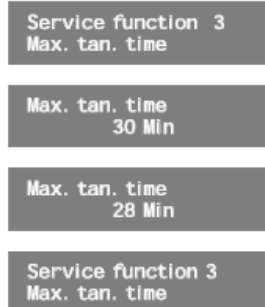 Service function 3
Max. tan. time
Max. tan. time
30 Min
Max. tan. time
28 Min
Service function 3
Max. tan. time